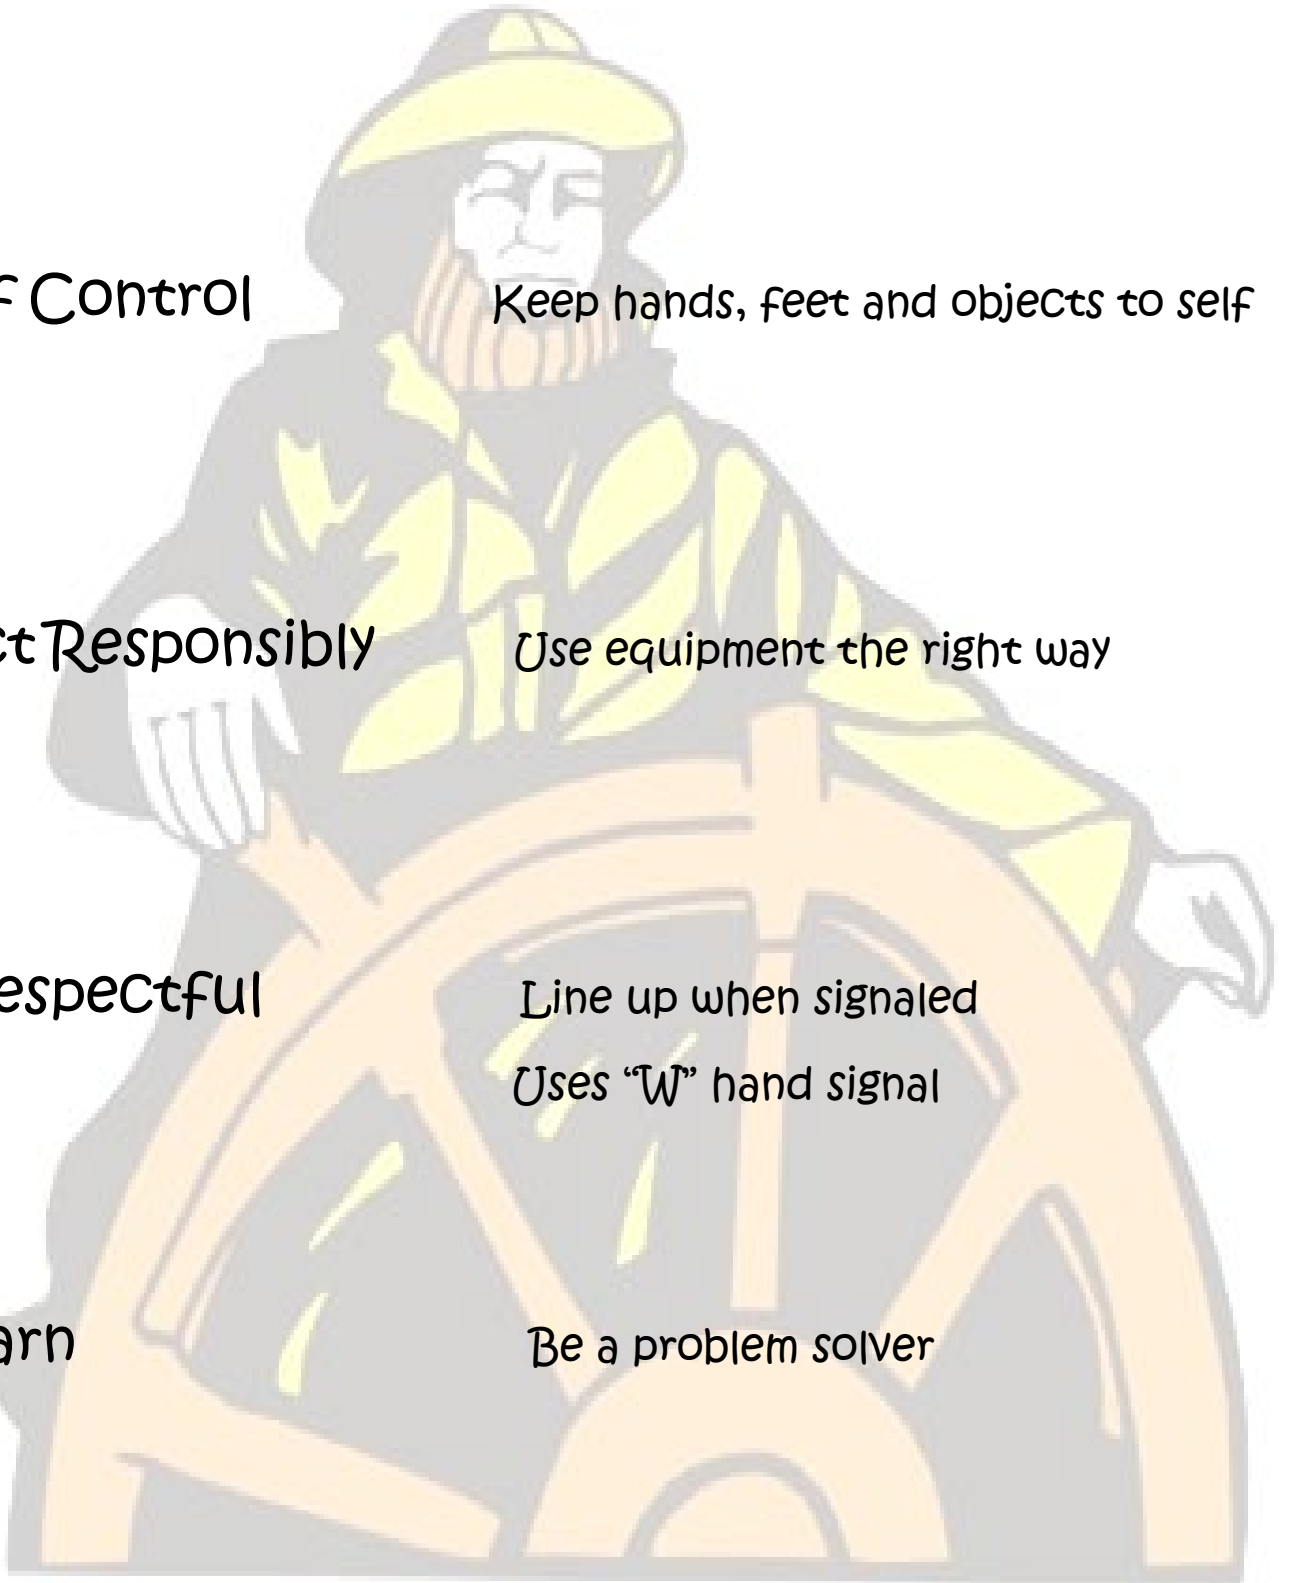 f Control Keep hands, feet and objects to self
ct Responsibly Use equipment the right way
espectful Line up when signaled
Uses “W” hand signal
arn Be a problem solver